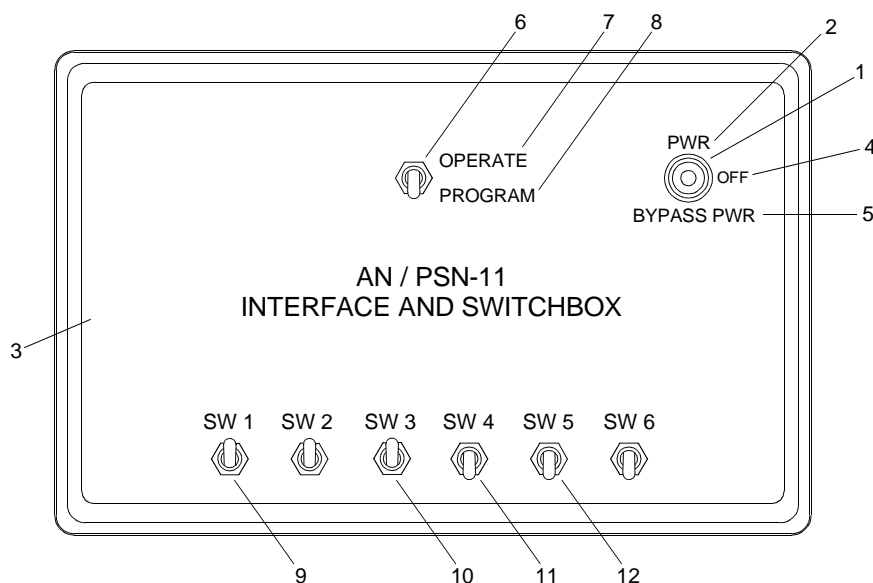 6 7 8 2
1
PWR
OPERATE
4
OFF
PROGRAM
BYPASS PWR 5
AN / PSN-11
INTERFACE AND SWITCHBOX
3
SW 1 SW 2 SW 3 SW 4 SW 5 SW 6
9 10 11 12